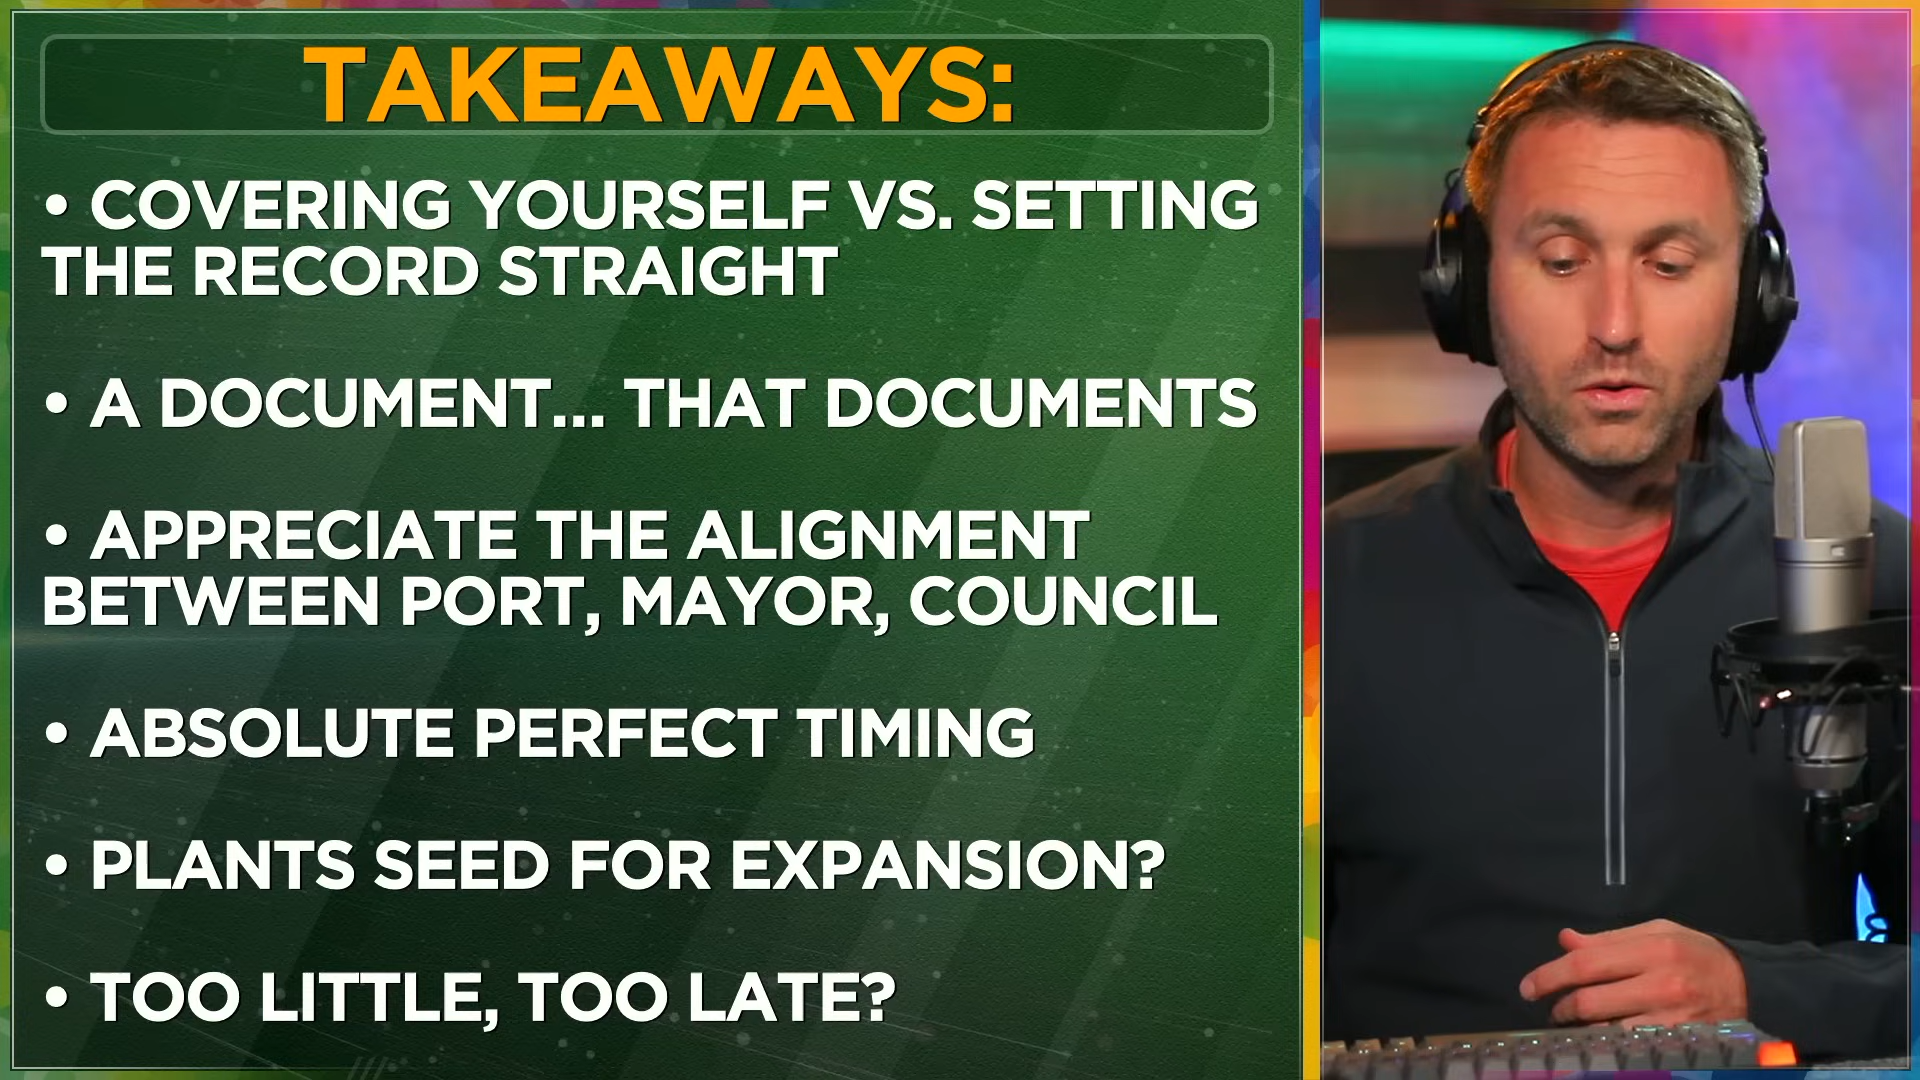 TAKEAWAYS:
• COVERING YOURSELF VS. SETTING
THE RECORD STRAIGHT
• A DOCUMENT... THAT DOCUMENTS
• APPRECIATE THE ALIGNMENT
BETWEEN PORT, MAYOR, COUNCIL
• ABSOLUTE PERFECT TIMING
• PLANTS SEED FOR EXPANSION?
• TOO LITTLE, TOO LATE?